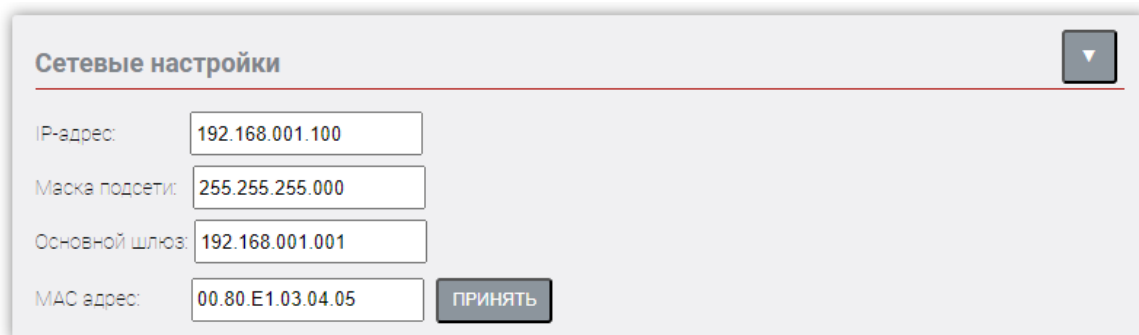 Сетевые настройки ▼
IP-адрес: 192.168.001.100
Маска подсети: 255.255.255.000
Основной шлюз: 192.168.001.001
MAC адрес: 00.80.E1.03.04.05 ПРИНЯТЬ